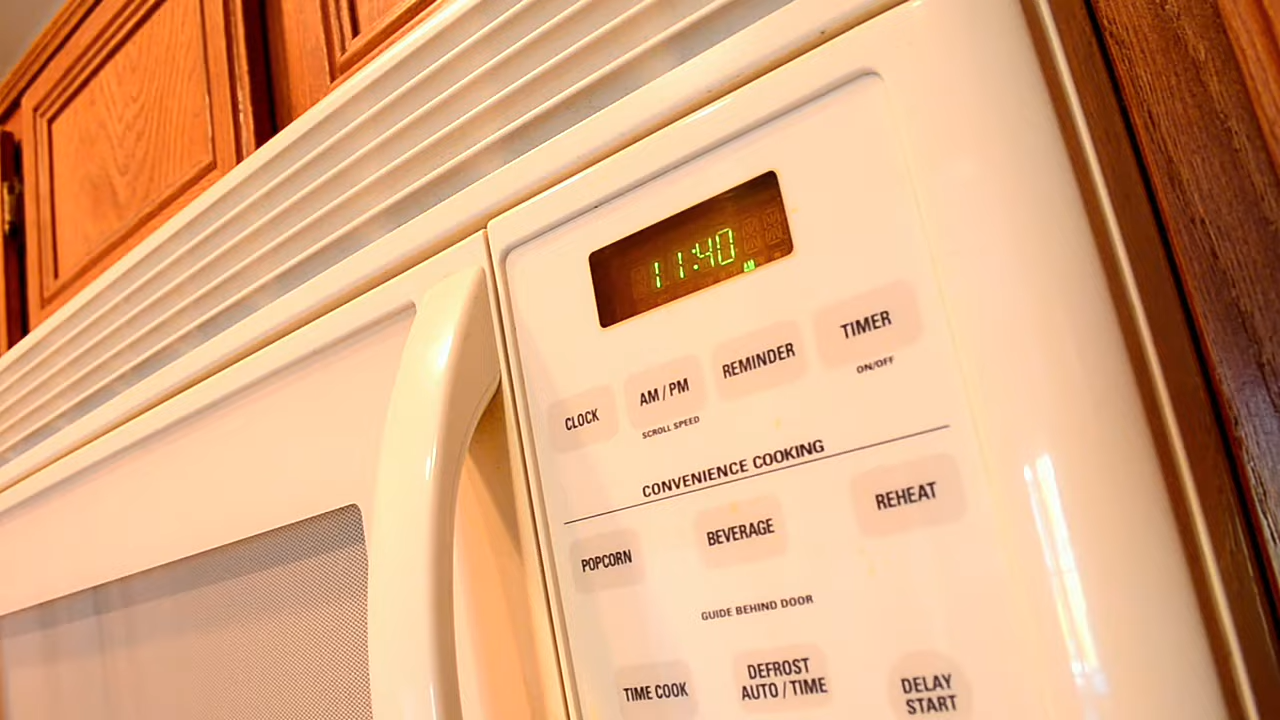 11:40
AM
CLOCK
AM / PM
REMINDER
TIMER
SCROLL SPEED
ON/OFF
CONVENIENCE COOKING
POPCORN
BEVERAGE
REHEAT
GUIDE BEHIND DOOR
TIME COOK
DEFROST
AUTO / TIME
DELAY
START